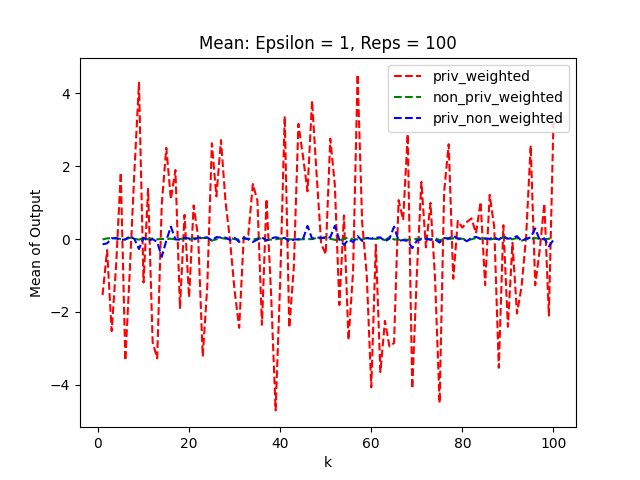 Mean: Epsilon = 1, Reps = 100
priv_weighted
non_priv_weighted
priv_non_weighted
Mean of Output
4
2
0
−2
−4
0 20 40 60 80 100
k